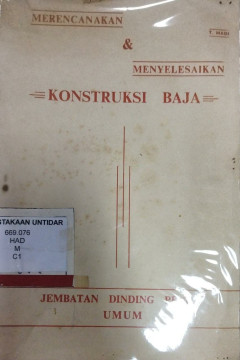 MERENCANAKAN
&
MENYELESAIKAN
KONSTRUKSI BAJA
STAKAAN UNTIDAR
669.076
HAD
M
C1
JEMBATAN DINDING
UMUM